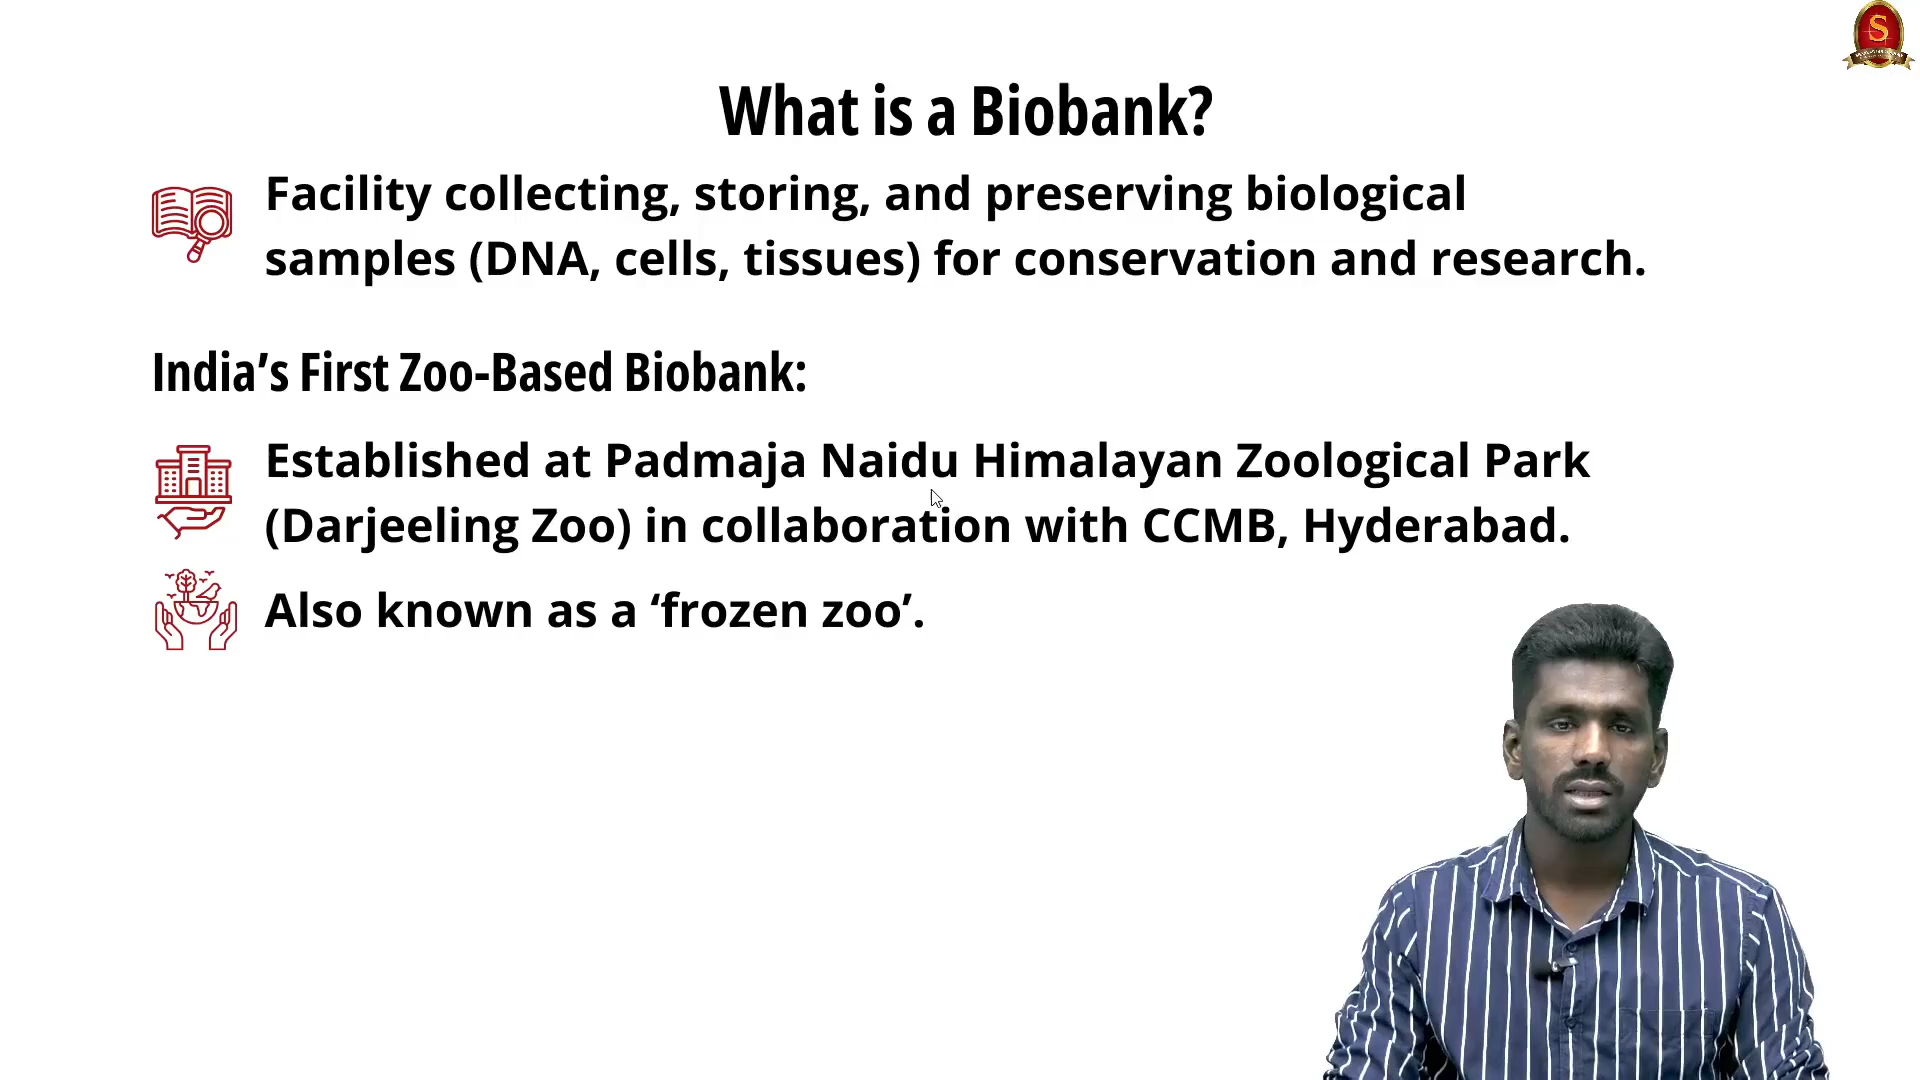 What is a Biobank?
Facility collecting, storing, and preserving biological
samples (DNA, cells, tissues) for conservation and research.
India’s First Zoo-Based Biobank:
Established at Padmaja Naidu Himalayan Zoological Park
(Darjeeling Zoo) in collaboration with CCMB, Hyderabad.
Also known as a ‘frozen zoo’.
S